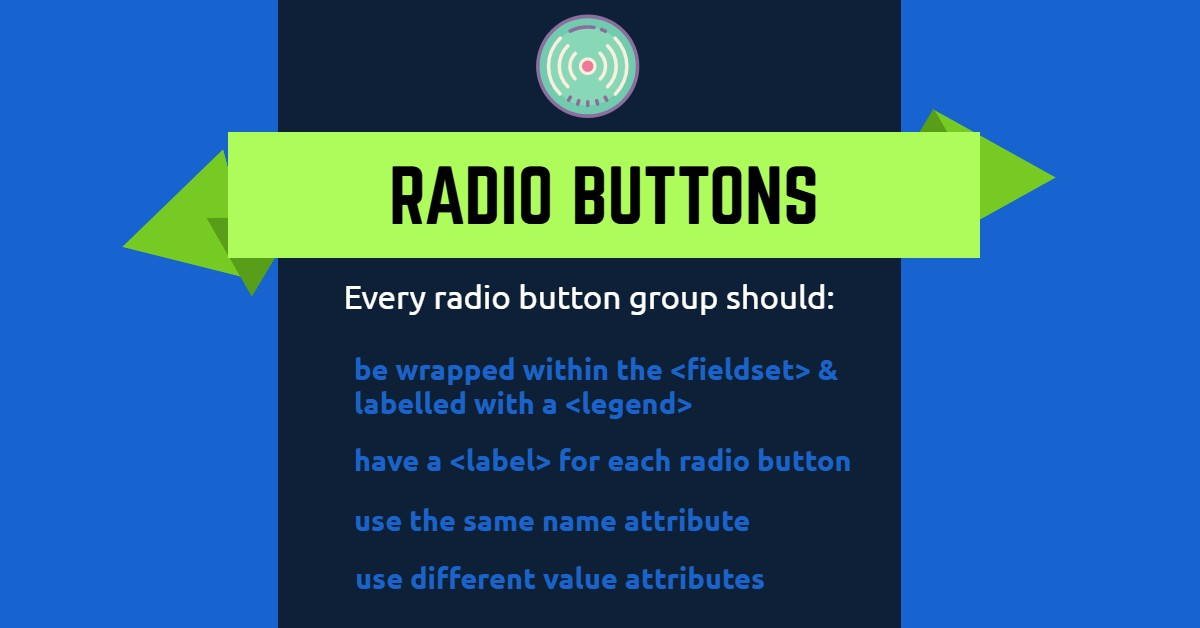 RADIO BUTTONS
Every radio button group should:
be wrapped within the <fieldset> &
labelled with a <legend>
have a <label> for each radio button
use the same name attribute
use different value attributes